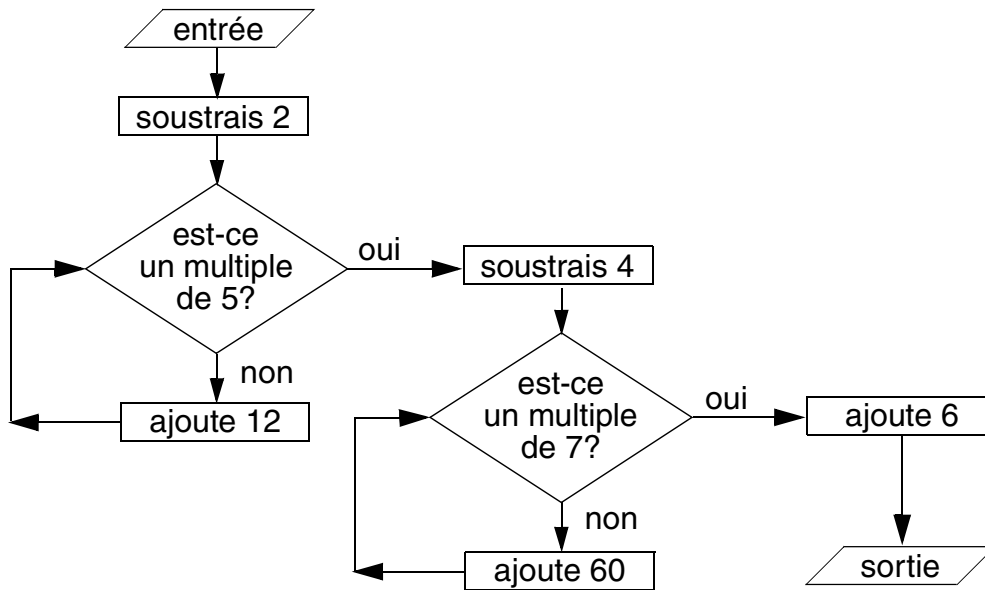 entrée
soustrais 2
est-ce
un multiple
de 5?
oui
non
ajoute 12
soustrais 4
est-ce
un multiple
de 7?
oui
non
ajoute 60
ajoute 6
sortie